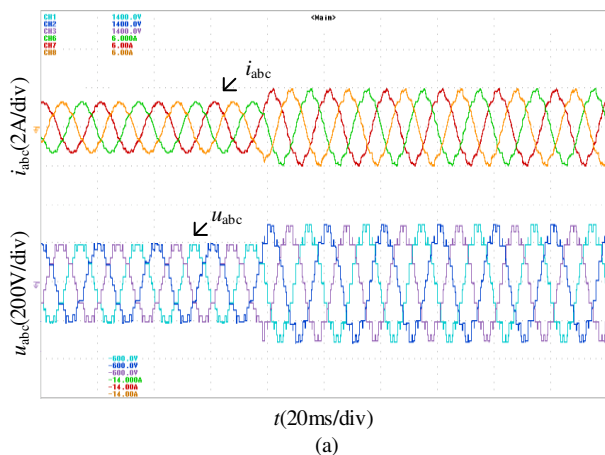 CH1 1400.0V
CH2 1400.0V
CH3 1400.0V
CH6 6.000A
CH7 6.00A
CH8 6.00A
<Main>
iabc
iabc(2A/div)
uabc
uabc(200V/div)
-600.0V
-600.0V
-600.0V
-14.000A
-14.00A
-14.00A
t(20ms/div)
(a)